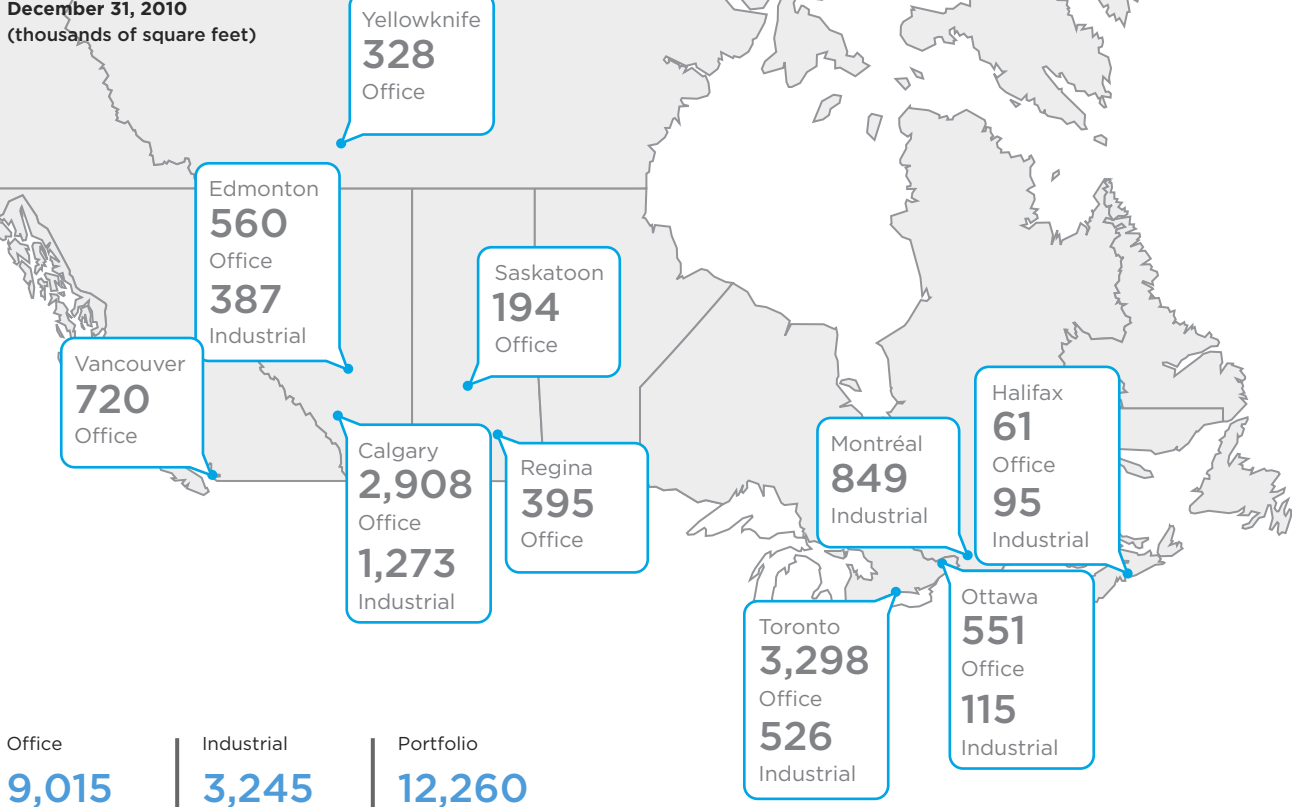 December 31, 2010
(thousands of square feet)
Yellowknife
328
Office
Edmonton
560
Office
387
Industrial
Saskatoon
194
Office
Vancouver
720
Office
Calgary
2,908
Office
1,273
Industrial
Regina
395
Office
Montréal
849
Industrial
Halifax
61
Office
95
Industrial
Toronto
3,298
Office
526
Industrial
Ottawa
551
Office
115
Industrial
Office
9,015
Industrial
3,245
Portfolio
12,260